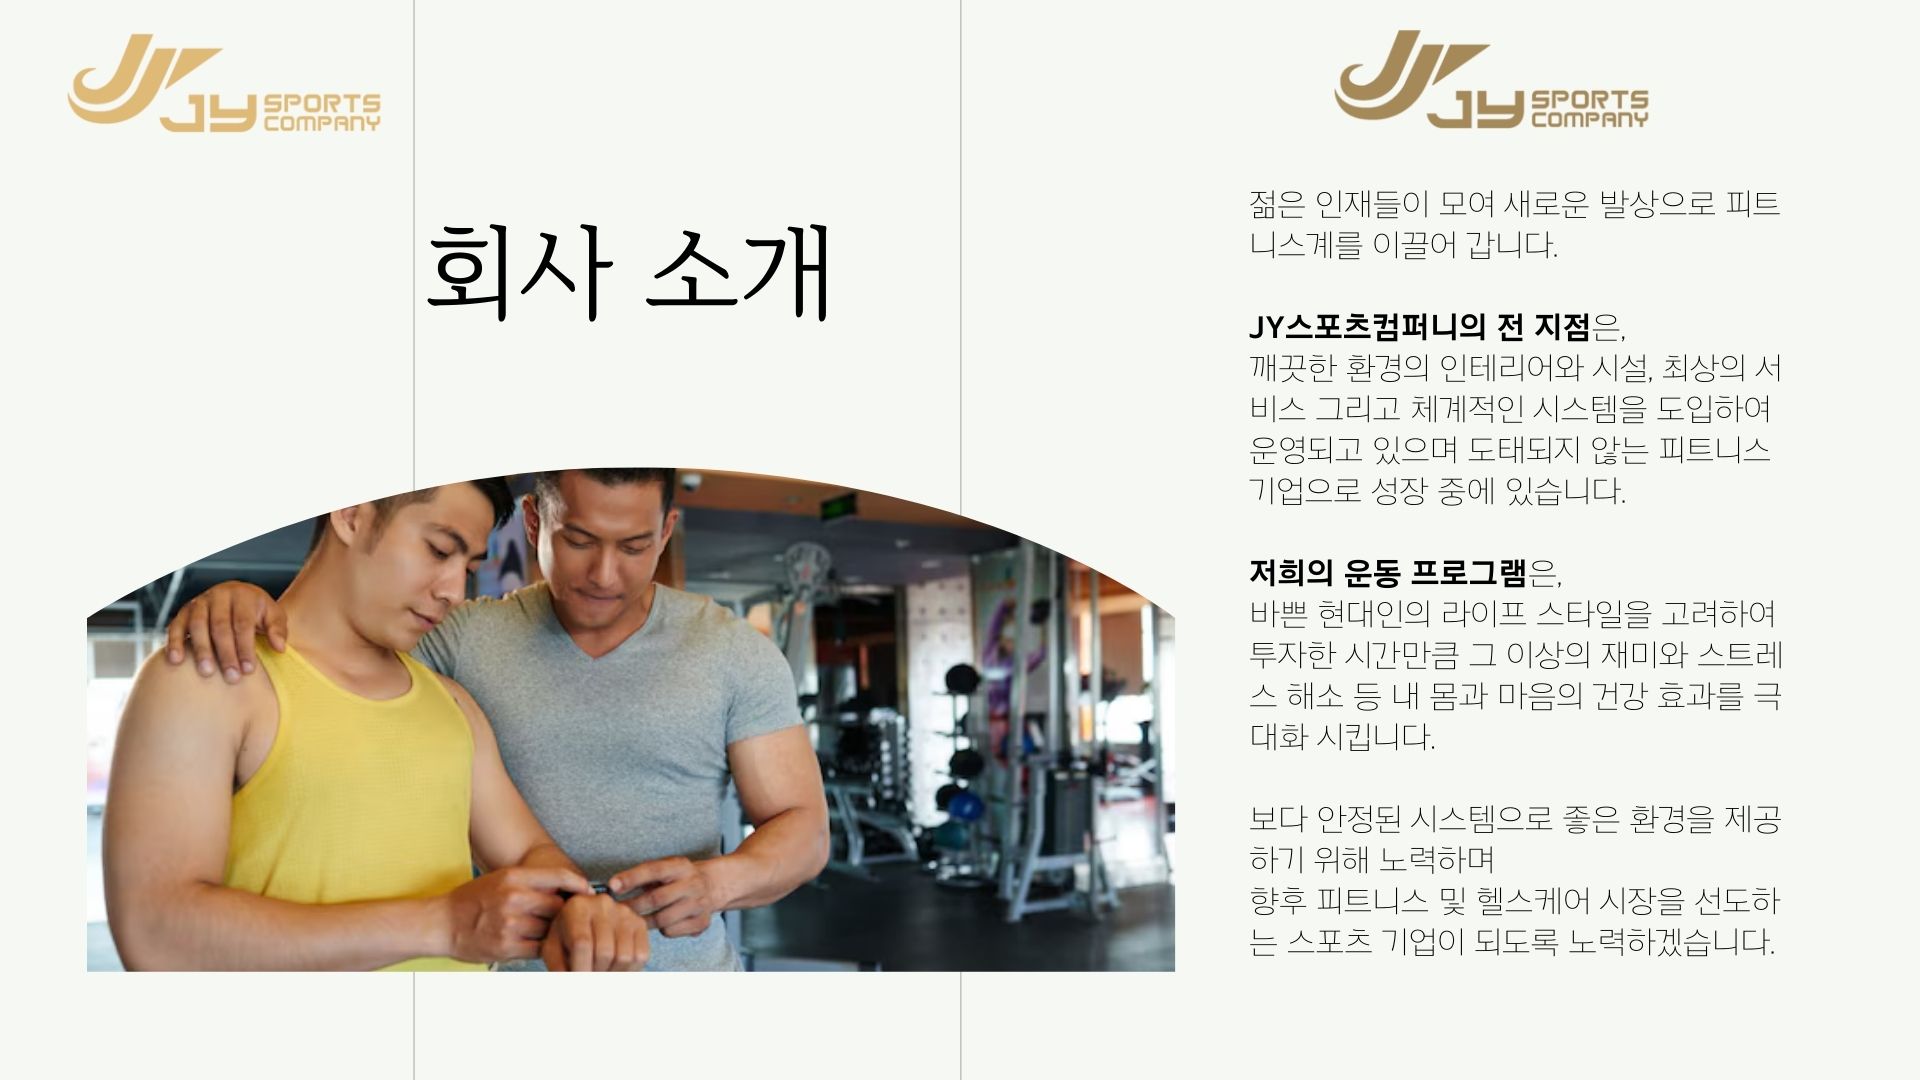 JY SPORTS
COMPANY
회사 소개
JY SPORTS
COMPANY
젊은 인재들이 모여 새로운 발상으로 피트
니스계를 이끌어 갑니다.
JY스포츠컴퍼니의 전 지점은,
깨끗한 환경의 인테리어와 시설, 최상의 서
비스 그리고 체계적인 시스템을 도입하여
운영되고 있으며 도태되지 않는 피트니스
기업으로 성장 중에 있습니다.
저희의 운동 프로그램은,
바쁜 현대인의 라이프 스타일을 고려하여
투자한 시간만큼 그 이상의 재미와 스트레
스 해소 등 내 몸과 마음의 건강 효과를 극
대화 시킵니다.
보다 안정된 시스템으로 좋은 환경을 제공
하기 위해 노력하며
향후 피트니스 및 헬스케어 시장을 선도하
는 스포츠 기업이 되도록 노력하겠습니다.